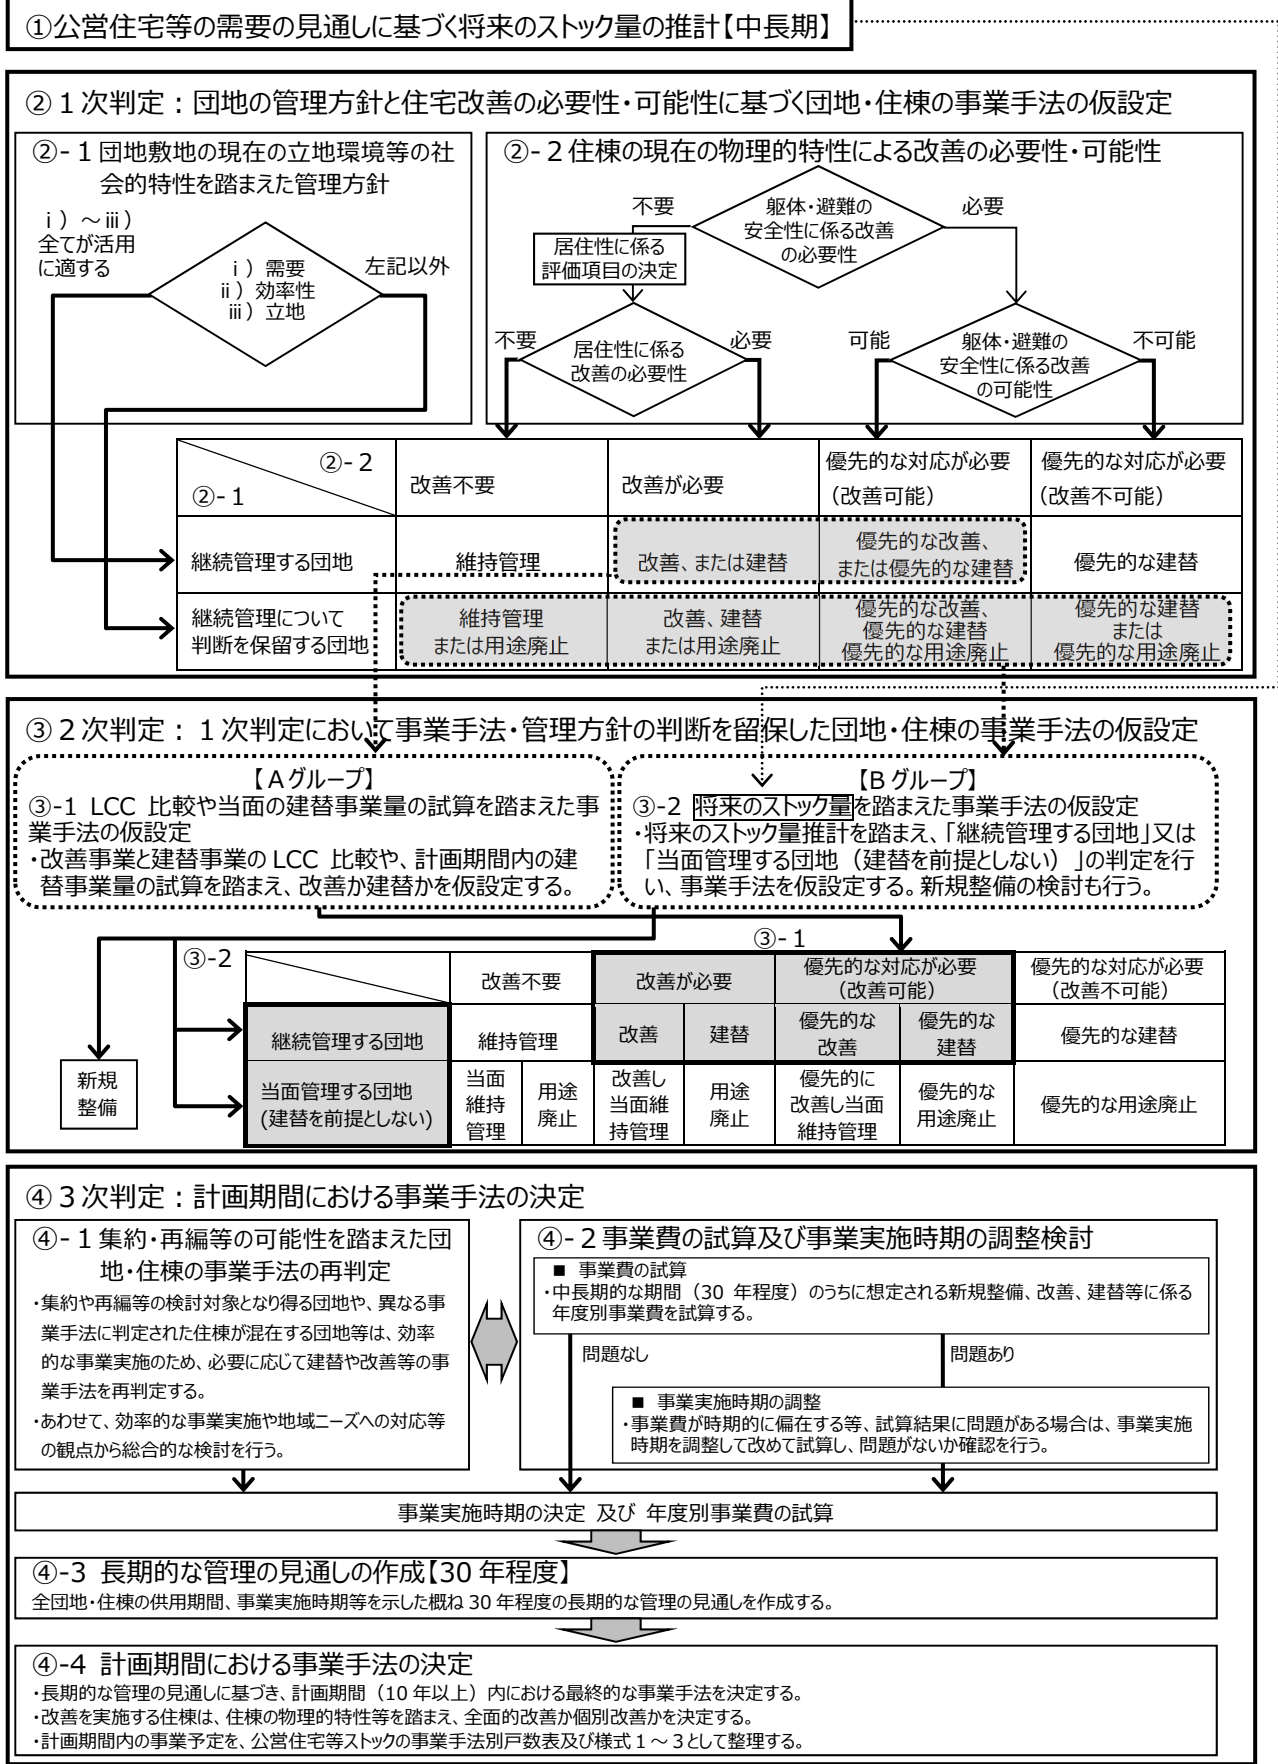 ①公営住宅等の需要の見通しに基づく将来のストック量の推計【中長期】
②１次判定：団地の管理方針と住宅改善の必要性・可能性に基づく団地・住棟の事業手法の仮設定
②-１団地敷地の現在の立地環境等の社
会的特性を踏まえた管理方針
ⅰ）～ⅲ）
全てが活用
に適する
ⅰ）需要
ⅱ）効率性
ⅲ）立地
左記以外
②-２住棟の現在の物理的特性による改善の必要性・可能性
不要
躯体・避難の
安全性に係る改善
の必要性
必要
居住性に係る
評価項目の決定
不要
居住性に係る
改善の必要性
必要
可能
躯体・避難の
安全性に係る改善
の可能性
不可能
②-２
②-１
改善不要
改善が必要
優先的な対応が必要
（改善可能）
優先的な対応が必要
（改善不可能）
継続管理する団地
維持管理
改善、または建替
優先的な改善、
または優先的な建替
優先的な建替
継続管理について
判断を保留する団地
維持管理
または用途廃止
改善、建替
または用途廃止
優先的な改善、
優先的な建替
優先的な用途廃止
優先的な建替
または
優先的な用途廃止
③２次判定：１次判定において事業手法・管理方針の判断を留保した団地・住棟の事業手法の仮設定
【Ａグループ】
③-1 LCC 比較や当面の建替事業量の試算を踏まえた事
業手法の仮設定
・改善事業と建替事業の LCC 比較や、計画期間内の建
替事業量の試算を踏まえ、改善か建替かを仮設定する。
【Ｂグループ】
③-2 将来のストック量を踏まえた事業手法の仮設定
・将来のストック量推計を踏まえ、「継続管理する団地」又は
「当面管理する団地（建替を前提としない）」の判定を行
い、事業手法を仮設定する。新規整備の検討も行う。
③-１
③-2
改善不要
改善が必要
優先的な対応が必要
（改善可能）
優先的な対応が必要
（改善不可能）
継続管理する団地
維持管理
改善
建替
優先的な
改善
優先的な
建替
優先的な建替
新規
整備
当面管理する団地
(建替を前提としない)
当面
維持
管理
用途
廃止
改善し
当面維
持管理
用途
廃止
優先的に
改善し当面
維持管理
優先的な
用途廃止
優先的な用途廃止
④３次判定：計画期間における事業手法の決定
④-１集約・再編等の可能性を踏まえた団
地・住棟の事業手法の再判定
・集約や再編等の検討対象となり得る団地や、異なる事
業手法に判定された住棟が混在する団地等は、効率
的な事業実施のため、必要に応じて建替や改善等の事
業手法を再判定する。
・あわせて、効率的な事業実施や地域ニーズへの対応等
の観点から総合的な検討を行う。
④-２事業費の試算及び事業実施時期の調整検討
■ 事業費の試算
・中長期的な期間（30 年程度）のうちに想定される新規整備、改善、建替等に係る
年度別事業費を試算する。
問題なし
問題あり
■ 事業実施時期の調整
・事業費が時期的に偏在する等、試算結果に問題がある場合は、事業実施
時期を調整して改めて試算し、問題がないか確認を行う。
事業実施時期の決定 及び 年度別事業費の試算
④-3 長期的な管理の見通しの作成【30 年程度】
全団地・住棟の供用期間、事業実施時期等を示した概ね 30 年程度の長期的な管理の見通しを作成する。
④-4 計画期間における事業手法の決定
・長期的な管理の見通しに基づき、計画期間（10 年以上）内における最終的な事業手法を決定する。
・改善を実施する住棟は、住棟の物理的特性等を踏まえ、全面的改善か個別改善かを決定する。
・計画期間内の事業予定を、公営住宅等ストックの事業手法別戸数表及び様式１～３として整理する。